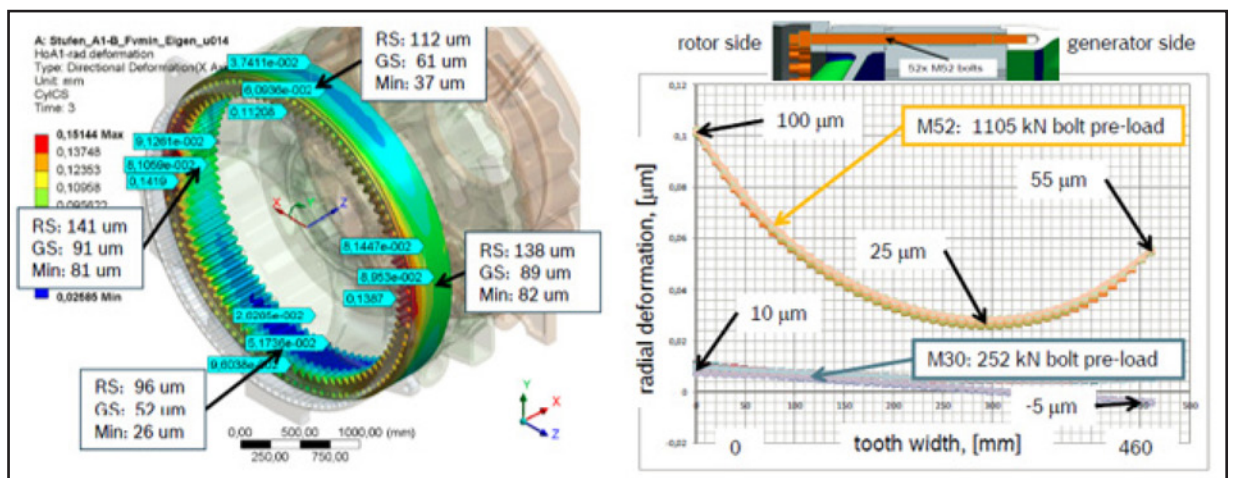 A: Stufen_A1-B_Fvmin_Eigen_u014
HoA1-rad deformation
Type: Directional Deformation(X Ax
Unit: mm
CylCS
Time: 3
0,15144 Max
0,13748
0,12353
0,10958
0,095622
0,02585 Min
RS: 112 um
GS: 61 um
Min: 37 um
3,7411e-002
6,0936e-002
0,11208
9,1261e-002
8,1069e-002
0,1419
RS: 141 um
GS: 91 um
Min: 81 um
8,1447e-002
8,953e-002
0,1387
RS: 138 um
GS: 89 um
Min: 82 um
5,1736e-002
RS: 96 um
GS: 52 um
Min: 26 um
X
Y
Z
Y
X
Z
0,00 500,00 1000,00 (mm)
250,00 750,00
rotor side
generator side
52x M52 bolts
radial deformation, [µm]
0,12
0,1
0,08
0,06
0,04
0,02
0
-0,02
100 µm
M52: 1105 kN bolt pre-load
55 µm
25 µm
10 µm
M30: 252 kN bolt pre-load
-5 µm
0 50 100 150 200 250 300 350 400
tooth width, [mm]
0
460